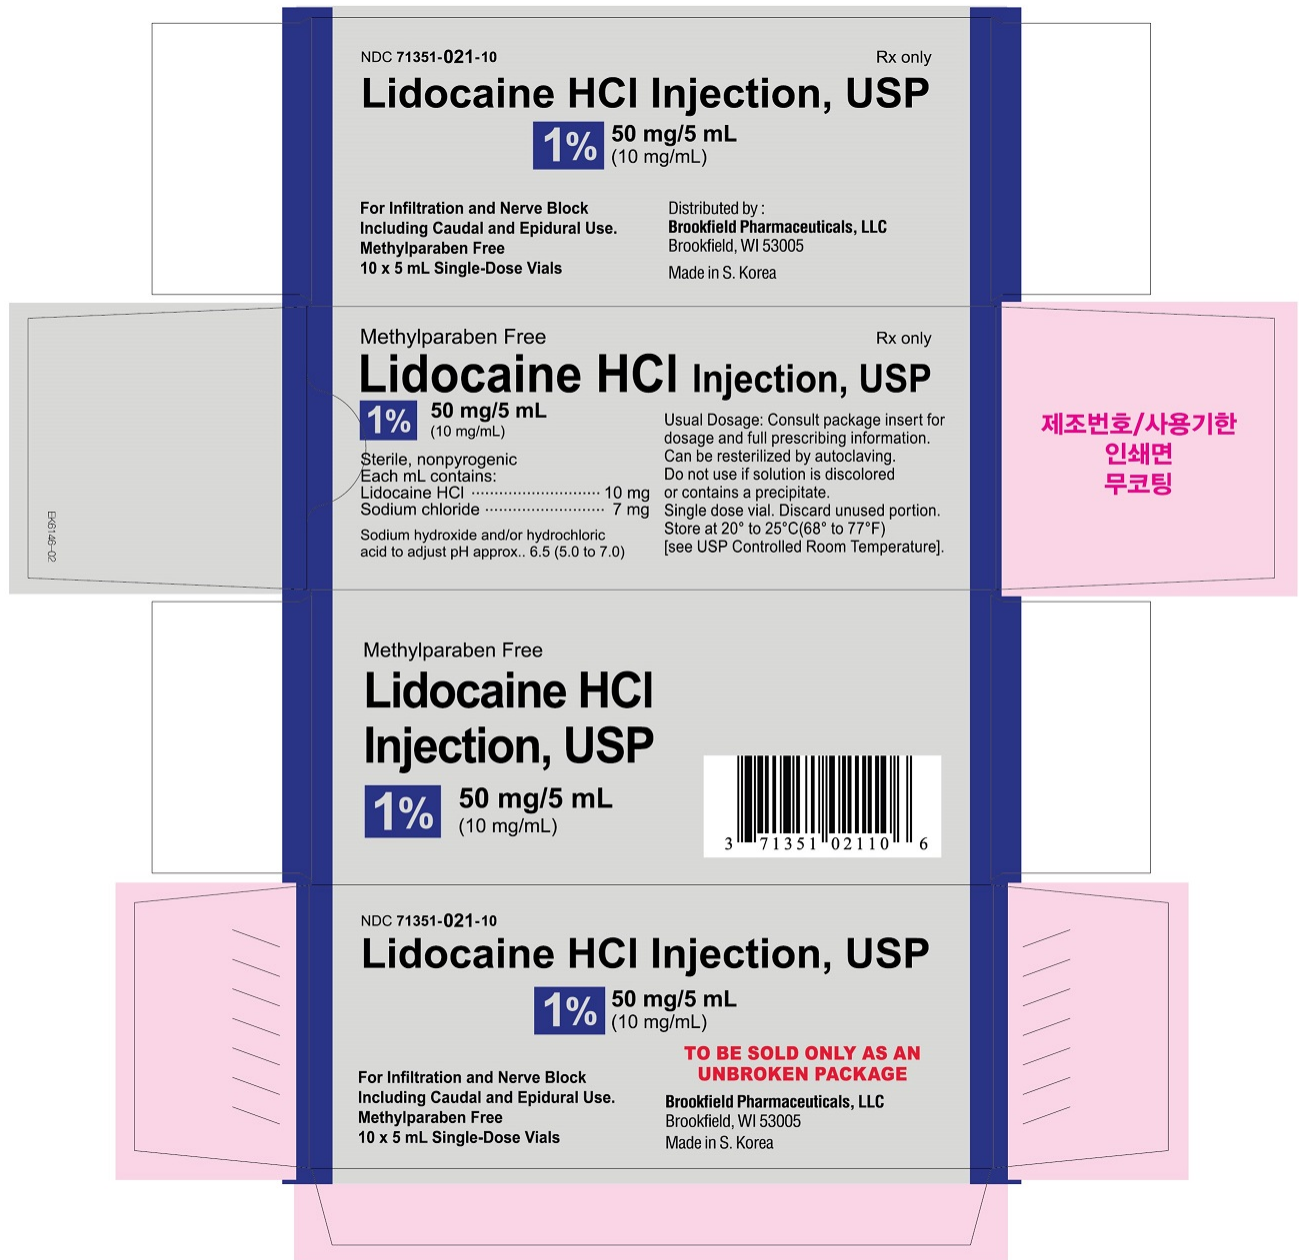 NDC 71351-021-10
Rx only
Lidocaine HCl Injection, USP
1%
50 mg/5 mL
(10 mg/mL)
For Infiltration and Nerve Block
Including Caudal and Epidural Use.
Methylparaben Free
10 x 5 mL Single-Dose Vials
Distributed by :
Brookfield Pharmaceuticals, LLC
Brookfield, WI 53005
Made in S. Korea
EK6146-02
Methylparaben Free
Rx only
Lidocaine HCl Injection, USP
1%
50 mg/5 mL
(10 mg/mL)
Sterile, nonpyrogenic
Each mL contains:
Lidocaine HCl ···························· 10 mg
Sodium chloride ·························· 7 mg
Sodium hydroxide and/or hydrochloric
acid to adjust pH approx.. 6.5 (5.0 to 7.0)
Usual Dosage: Consult package insert for
dosage and full prescribing information.
Can be resterilized by autoclaving.
Do not use if solution is discolored
or contains a precipitate.
Single dose vial. Discard unused portion.
Store at 20° to 25°C(68° to 77°F)
[see USP Controlled Room Temperature].
제조번호/사용기한
인쇄면
무코팅
Methylparaben Free
Lidocaine HCl
Injection, USP
1%
50 mg/5 mL
(10 mg/mL)
3 71351 02110 6
NDC 71351-021-10
Lidocaine HCl Injection, USP
1%
50 mg/5 mL
(10 mg/mL)
For Infiltration and Nerve Block
Including Caudal and Epidural Use.
Methylparaben Free
10 x 5 mL Single-Dose Vials
TO BE SOLD ONLY AS AN
UNBROKEN PACKAGE
Brookfield Pharmaceuticals, LLC
Brookfield, WI 53005
Made in S. Korea